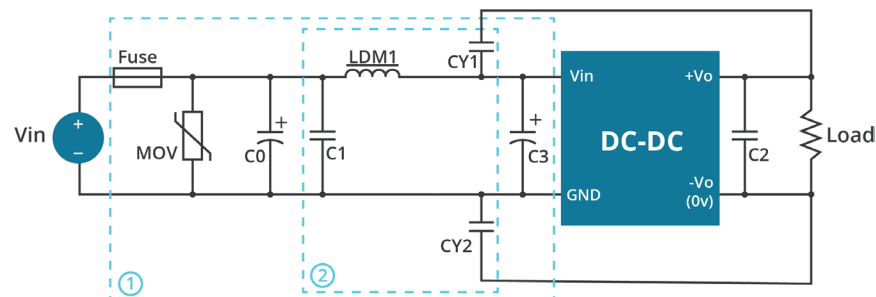 Fuse
LDM1
CY1
Vin
+Vo
Vin
+
−
MOV
C0
+
C1
+
C3
DC-DC
C2
Load
GND
-Vo
(0v)
CY2
1
2